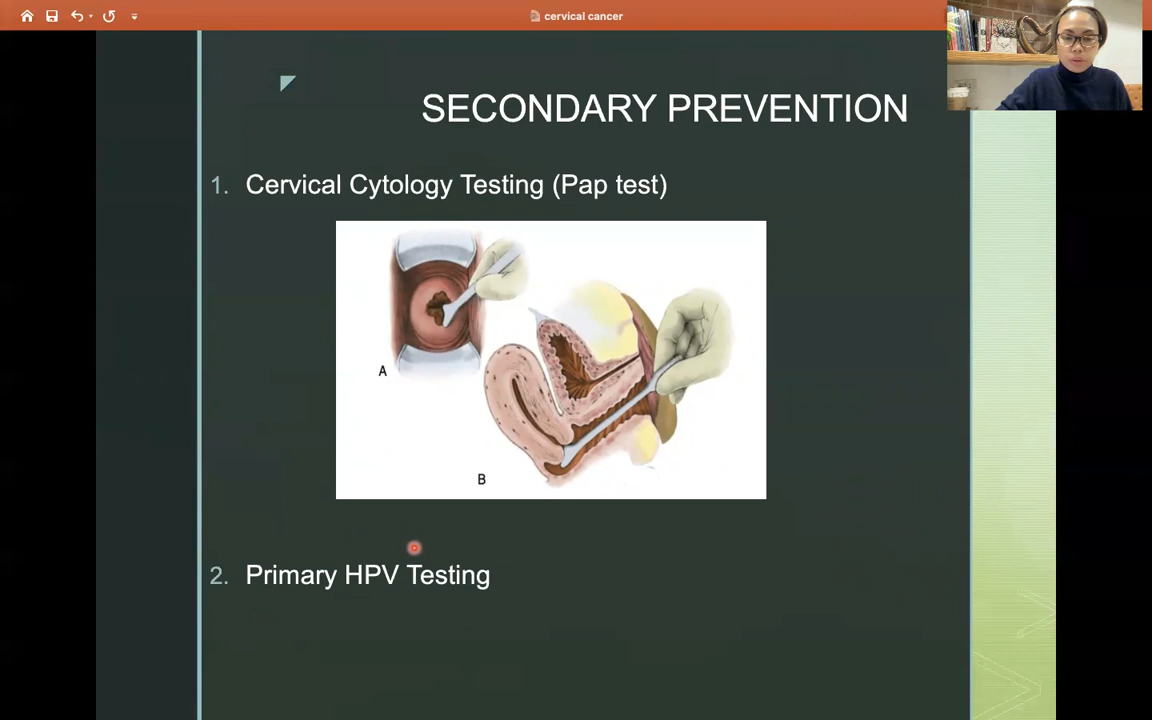 cervical cancer
SECONDARY PREVENTION
1. Cervical Cytology Testing (Pap test)
A
B
2. Primary HPV Testing